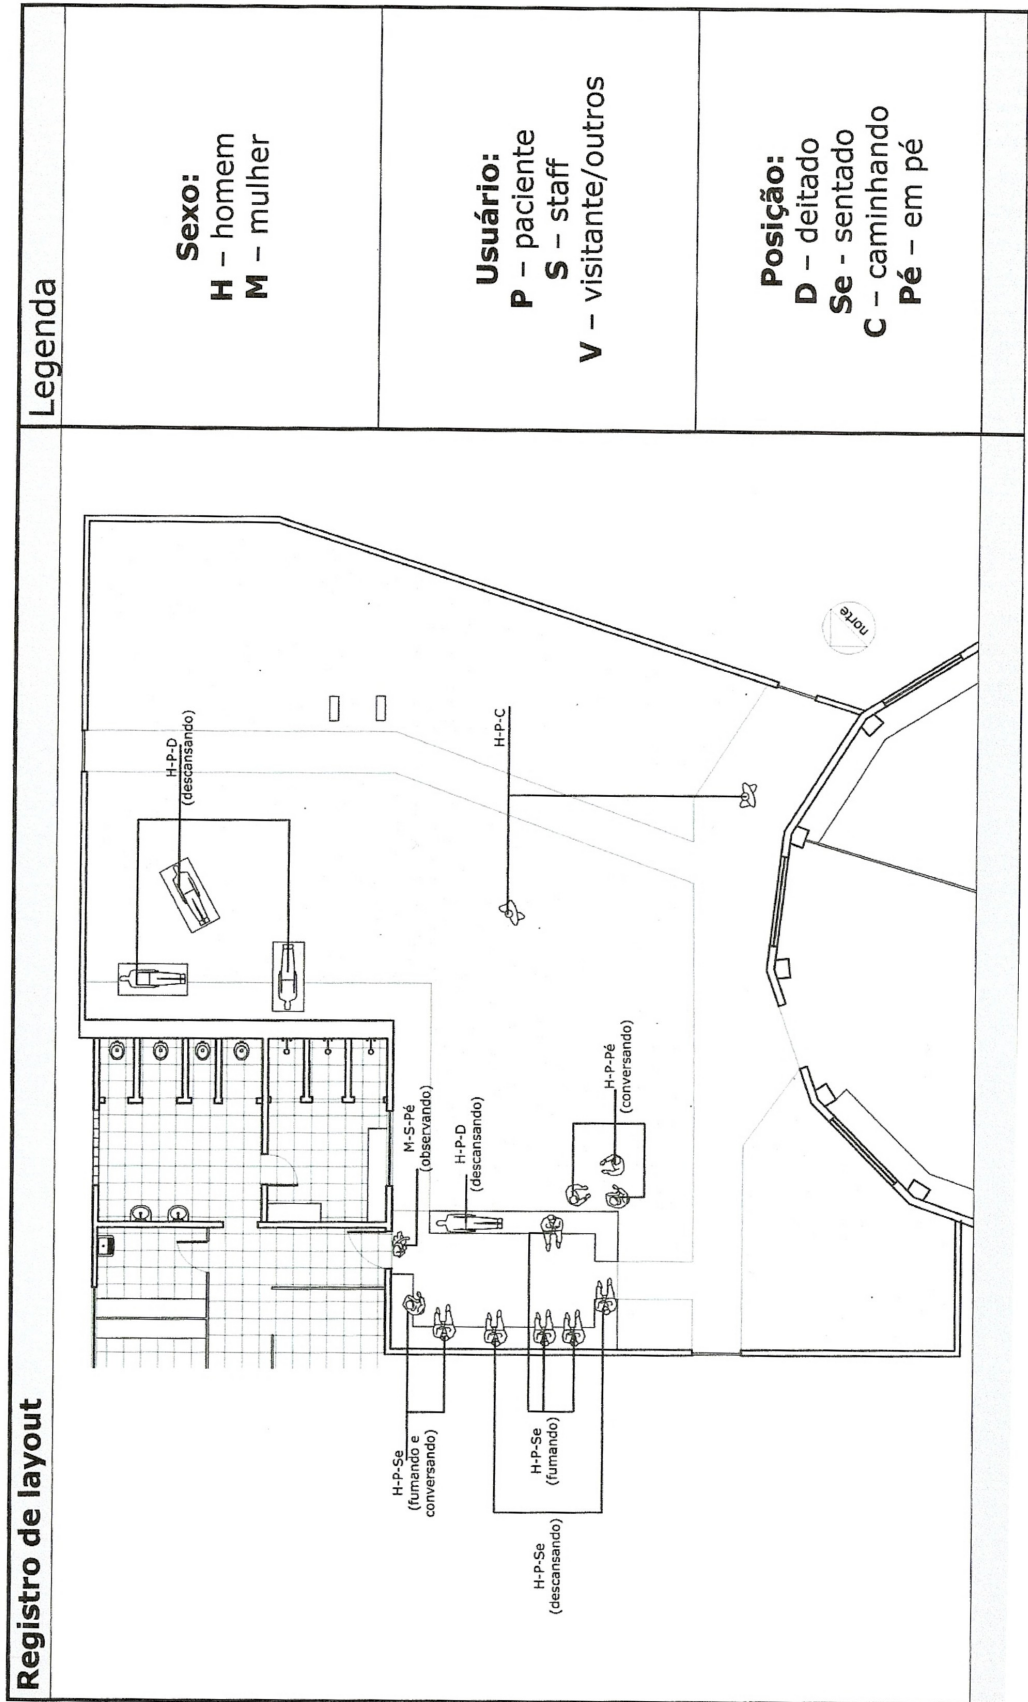 Registro de layout
Legenda
Sexo:
H – homem
M – mulher
Usuário:
P – paciente
S – staff
V – visitante/outros
Posição:
D – deitado
Se - sentado
C – caminhando
Pé – em pé
H-P-D
(descansando)
H-P-C
norte
M-S-Pé
(observando)
H-P-D
(descansando)
H-P-Pé
(conversando)
H-P-Se
(fumando e
conversando)
H-P-Se
(fumando)
H-P-Se
(descansando)